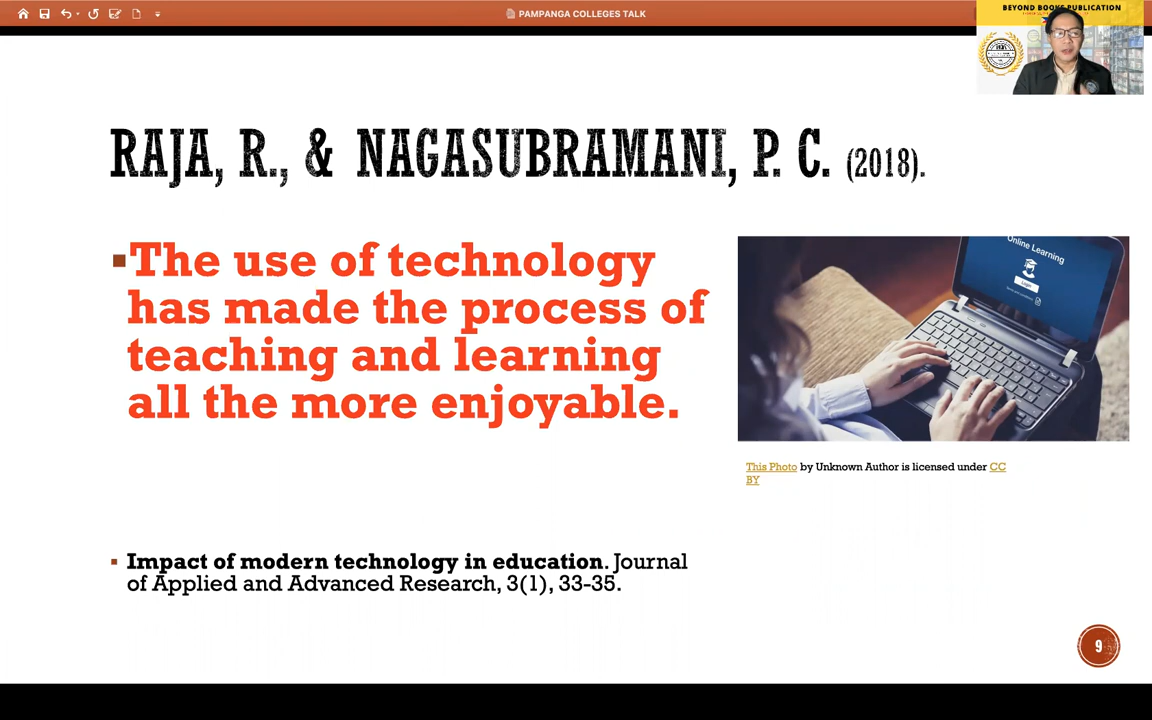 PAMPANGA COLLEGES TALK
BEYOND BOOKS PUBLICATION
RAJA, R., & NAGASUBRAMANI, P. C. (2018).
▪The use of technology
has made the process of
teaching and learning
all the more enjoyable.
Online Learning
Login
This Photo by Unknown Author is licensed under CC
BY
▪ Impact of modern technology in education. Journal
of Applied and Advanced Research, 3(1), 33-35.
9